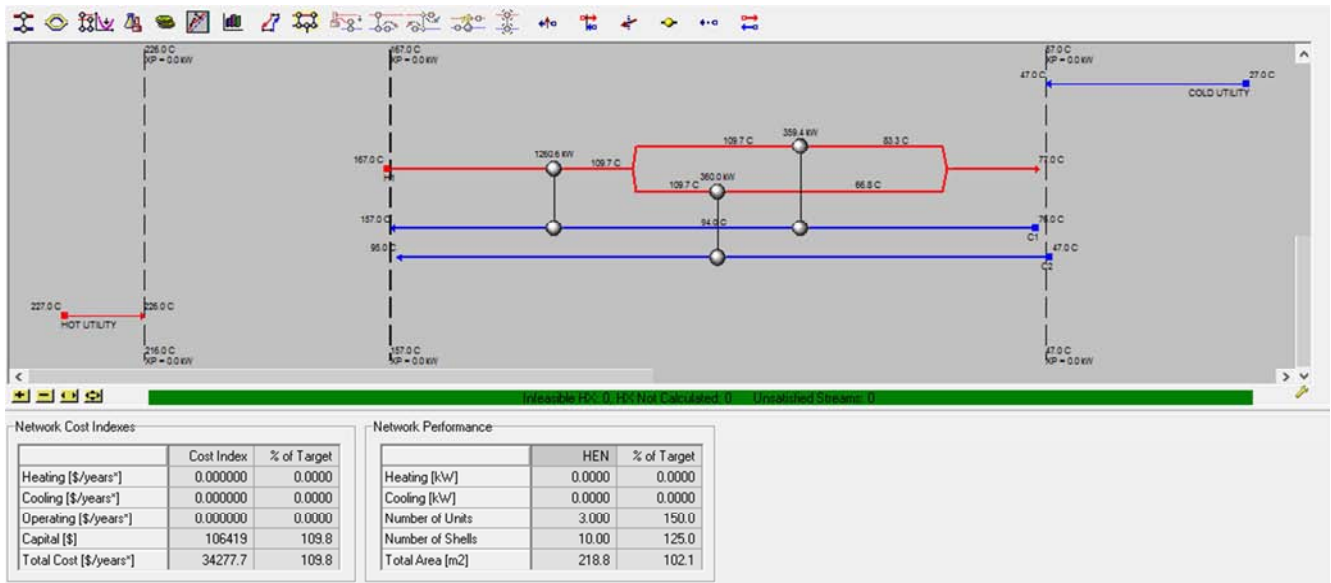 226.0 C
XP = 0.0 kW
167.0 C
XP = 0.0 kW
67.0 C
XP = 0.0 kW
47.0 C
27.0 C
COLD UTILITY
359.4 kW
109.7 C
83.3 C
1260.6 kW
167.0 C
109.7 C
77.0 C
H1
360.0 kW
109.7 C
66.8 C
157.0 C
94.0 C
76.0 C
C1
95.0 C
47.0 C
C2
227.0 C
226.0 C
HOT UTILITY
216.0 C
XP = 0.0 kW
157.0 C
XP = 0.0 kW
47.0 C
XP = 0.0 kW
Infeasible HX: 0, HX Not Calculated: 0 Unsatisfied Streams: 0
Network Cost Indexes
Cost Index % of Target
Heating [$/years*] 0.000000 0.0000
Cooling [$/years*] 0.000000 0.0000
Operating [$/years*] 0.000000 0.0000
Capital [$] 106419 109.8
Total Cost [$/years*] 34277.7 109.8
Network Performance
HEN % of Target
Heating [kW] 0.0000 0.0000
Cooling [kW] 0.0000 0.0000
Number of Units 3.000 150.0
Number of Shells 10.00 125.0
Total Area [m2] 218.8 102.1